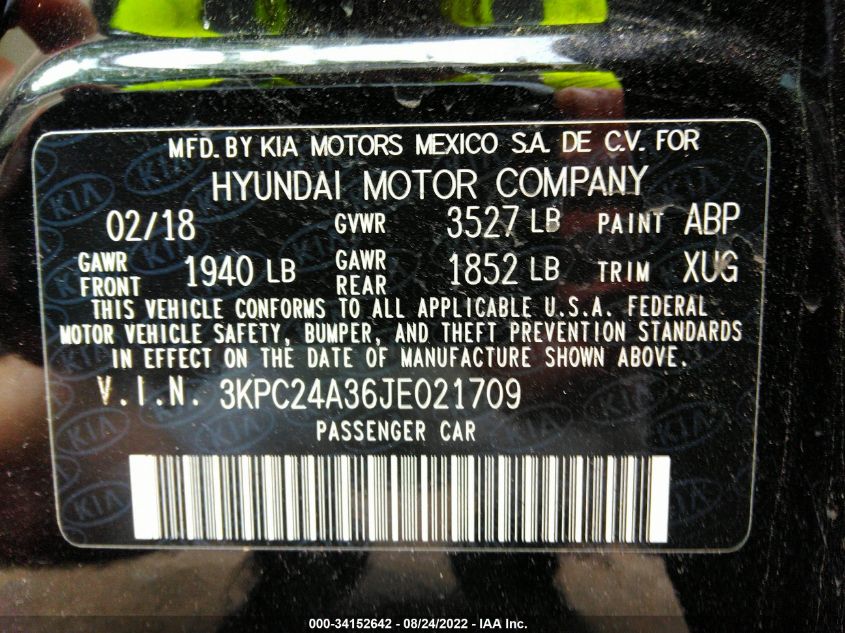 MFD. BY KIA MOTORS MEXICO S.A. DE C.V. FOR
HYUNDAI MOTOR COMPANY
02/18 GVWR 3527 LB PAINT ABP
GAWR FRONT 1940 LB GAWR REAR 1852 LB TRIM XUG
THIS VEHICLE CONFORMS TO ALL APPLICABLE U.S.A. FEDERAL
MOTOR VEHICLE SAFETY, BUMPER, AND THEFT PREVENTION STANDARDS
IN EFFECT ON THE DATE OF MANUFACTURE SHOWN ABOVE.
V.I.N. 3KPC24A36JE021709
PASSENGER CAR
000-34152642 - 08/24/2022 - IAA Inc.